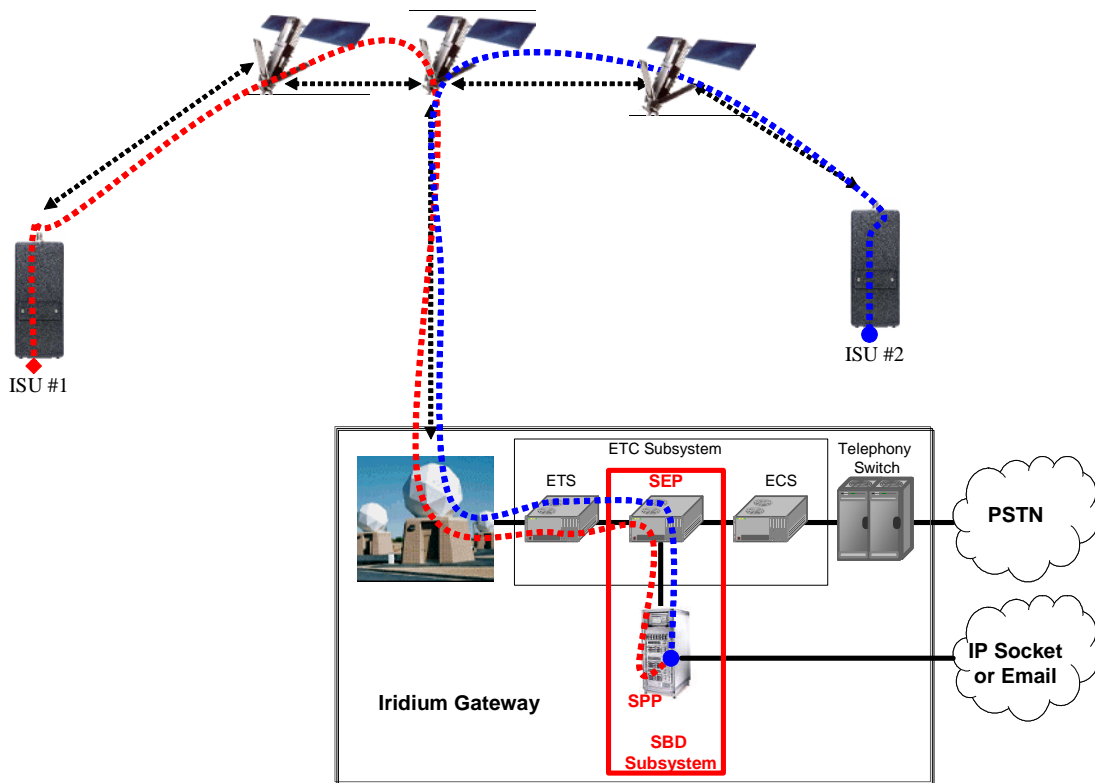 ISU #1
ISU #2
ETC Subsystem
Telephony
Switch
ETS
SEP
ECS
PSTN
IP Socket
or Email
SPP
Iridium Gateway
SBD
Subsystem